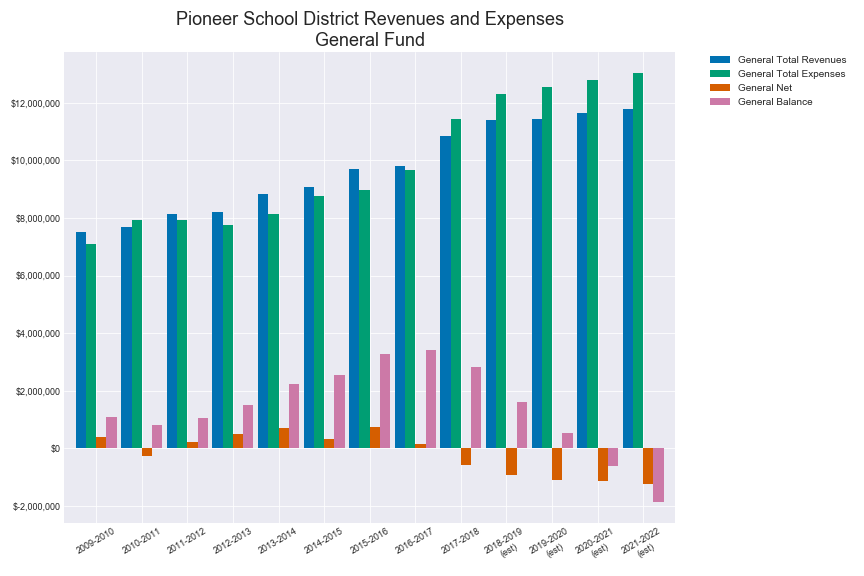 Pioneer School District Revenues and Expenses
General Fund
General Total Revenues
General Total Expenses
General Net
General Balance
$12,000,000
$10,000,000
$8,000,000
$6,000,000
$4,000,000
$2,000,000
$0
$-2,000,000
2009-2010
2010-2011
2011-2012
2012-2013
2013-2014
2014-2015
2015-2016
2016-2017
2017-2018
2018-2019
(est)
2019-2020
(est)
2020-2021
(est)
2021-2022
(est)